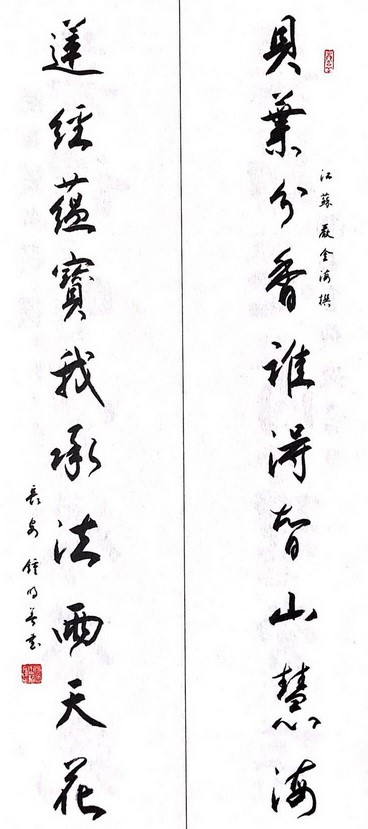 貝葉分香誰得智山慧海
江蘇嚴金海撰
蓮經蘊寶我承法雨天花
長安鍾明善書